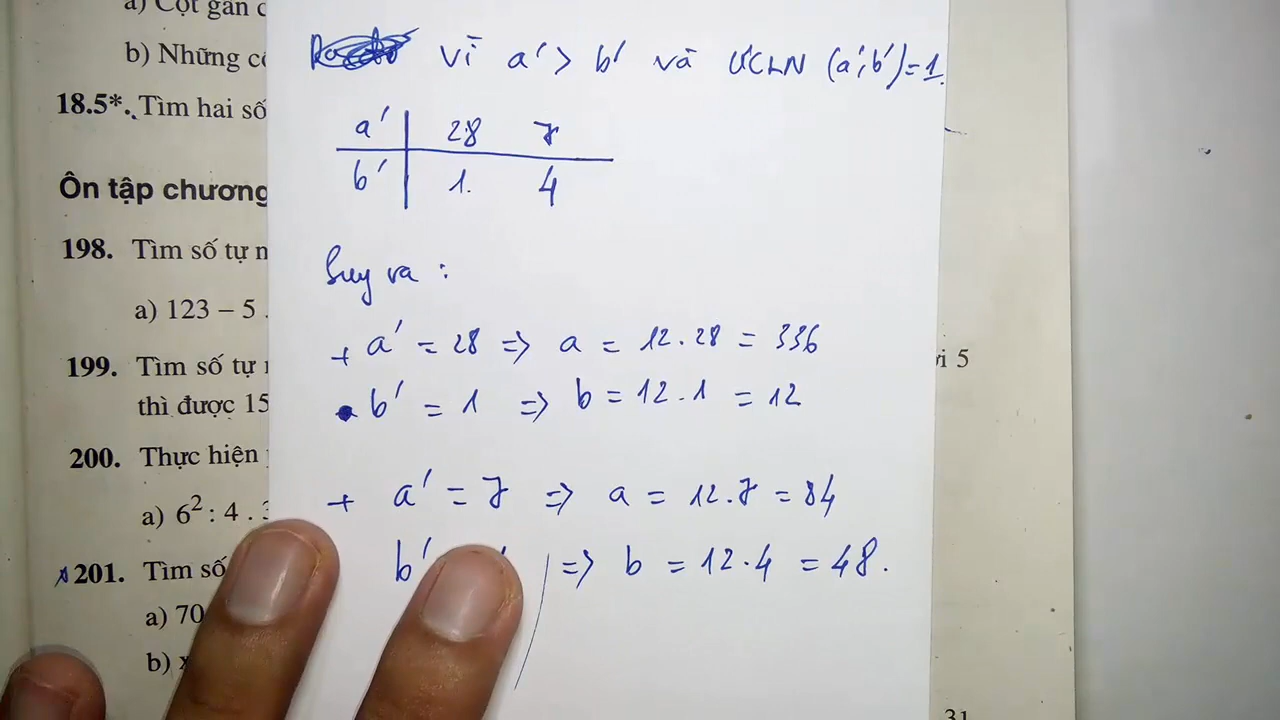 a) Cột gần
b) Những
18.5*. Tìm hai số
Ôn tập chương
198. Tìm số tự
a) 123 – 5 .
199. Tìm số tự
thì được 15
200. Thực hiện
a) 6² : 4 .
201. Tìm số
a) 70
b) x
5
31
Vì a' > b' và ƯCLN (a'; b') = 1.
a' 28 7
b' 1. 4
Suy ra :
+ a' = 28 => a = 12.28 = 336
b' = 1 => b = 12.1 = 12
+ a' = 7 => a = 12.7 = 84
b' => b = 12.4 = 48.